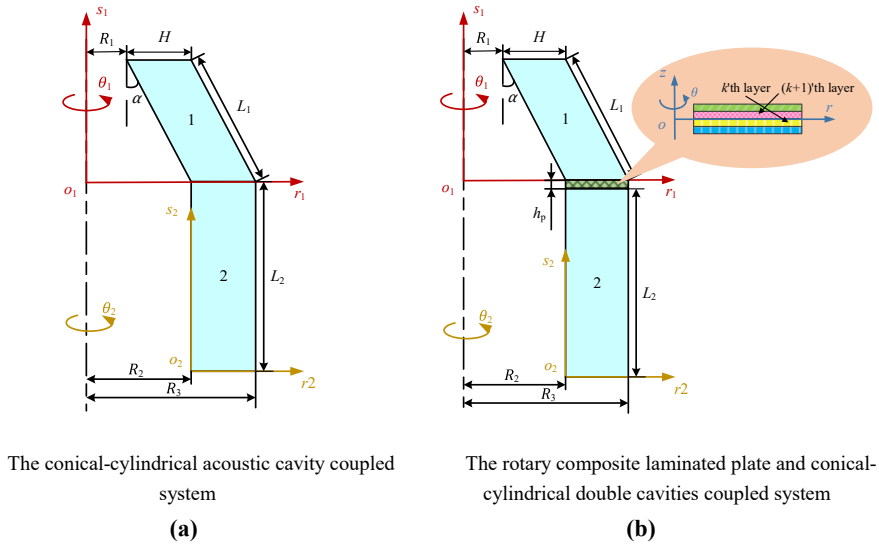 s1
R1
H
θ1
α
L1
1
o1
r1
s2
2
L2
θ2
o2
R2
r2
R3
The conical-cylindrical acoustic cavity coupled
system
(a)
s1
R1
H
z
k'th layer
(k+1)'th layer
θ1
α
L1
θ
r
o
1
o1
r1
hp
s2
2
L2
θ2
o2
R2
r2
R3
The rotary composite laminated plate and conical-
cylindrical double cavities coupled system
(b)